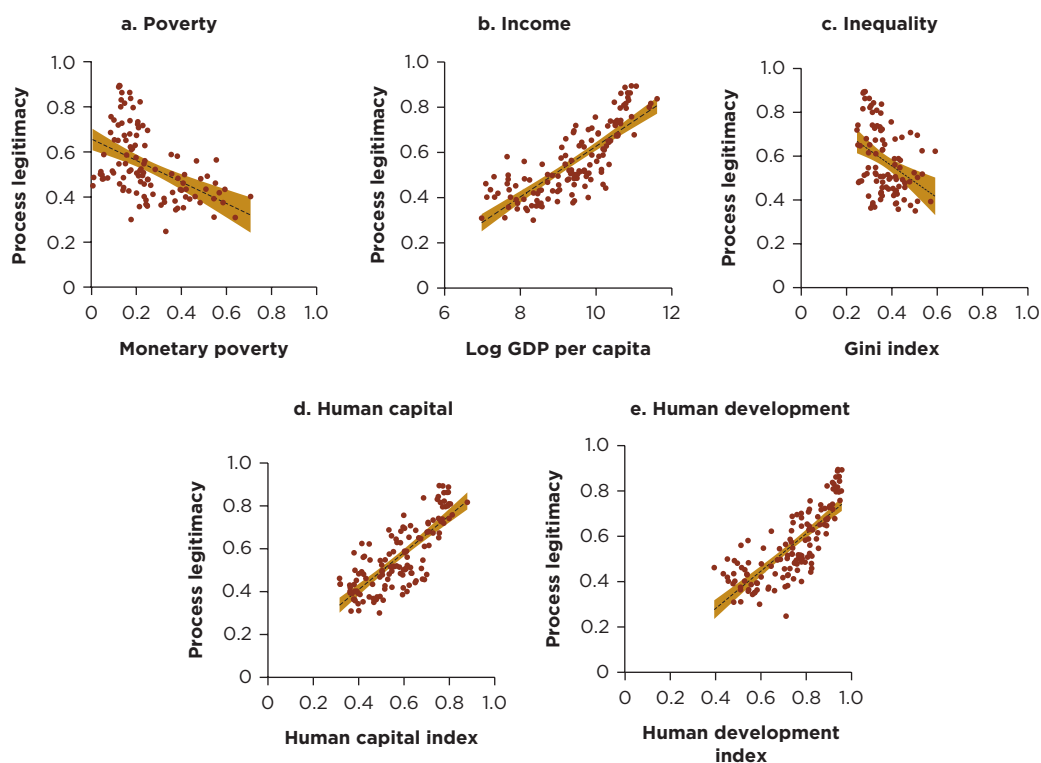 a. Poverty
Process legitimacy
1.0
0.8
0.6
0.4
0.2
0
0 0.2 0.4 0.6 0.8 1.0
Monetary poverty
b. Income
Process legitimacy
1.0
0.8
0.6
0.4
0.2
0
6 8 10 12
Log GDP per capita
c. Inequality
Process legitimacy
1.0
0.8
0.6
0.4
0.2
0
0 0.2 0.4 0.6 0.8 1.0
Gini index
d. Human capital
Process legitimacy
1.0
0.8
0.6
0.4
0.2
0
0 0.2 0.4 0.6 0.8 1.0
Human capital index
e. Human development
Process legitimacy
1.0
0.8
0.6
0.4
0.2
0
0 0.2 0.4 0.6 0.8 1.0
Human development
index